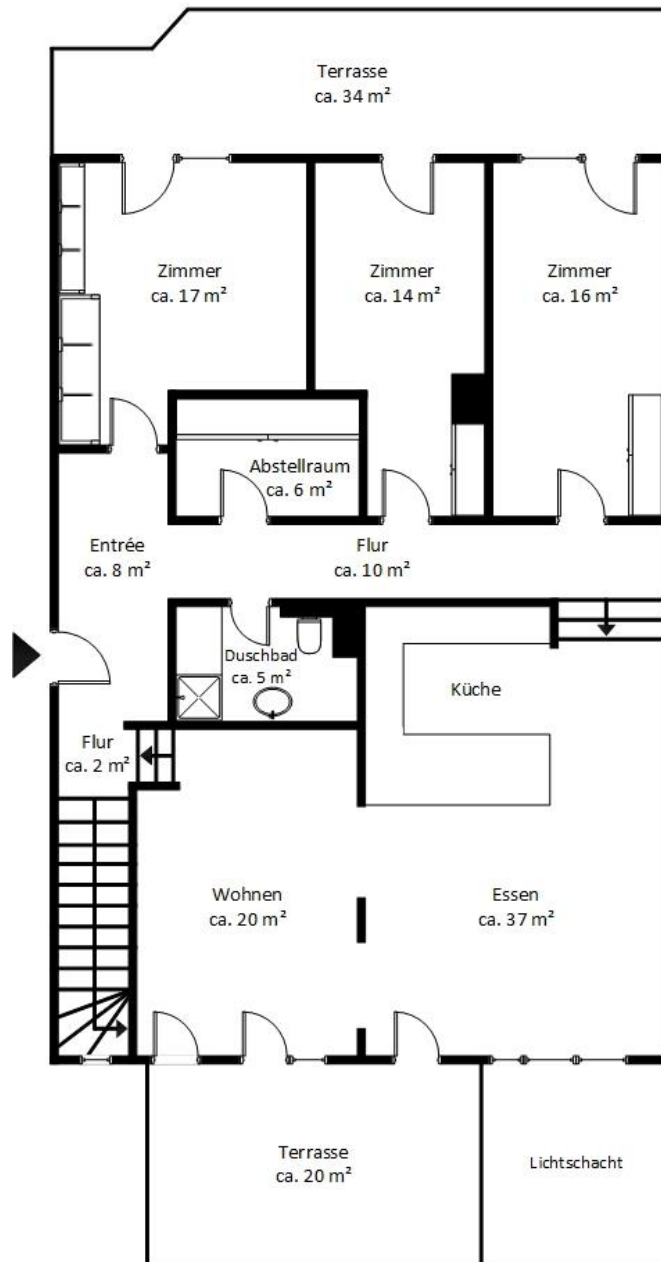 Terrasse
ca. 34 m²
Zimmer
ca. 17 m²
Zimmer
ca. 14 m²
Zimmer
ca. 16 m²
Abstellraum
ca. 6 m²
Entrée
ca. 8 m²
Flur
ca. 10 m²
Duschbad
ca. 5 m²
Küche
Flur
ca. 2 m²
Wohnen
ca. 20 m²
Essen
ca. 37 m²
Terrasse
ca. 20 m²
Lichtschacht